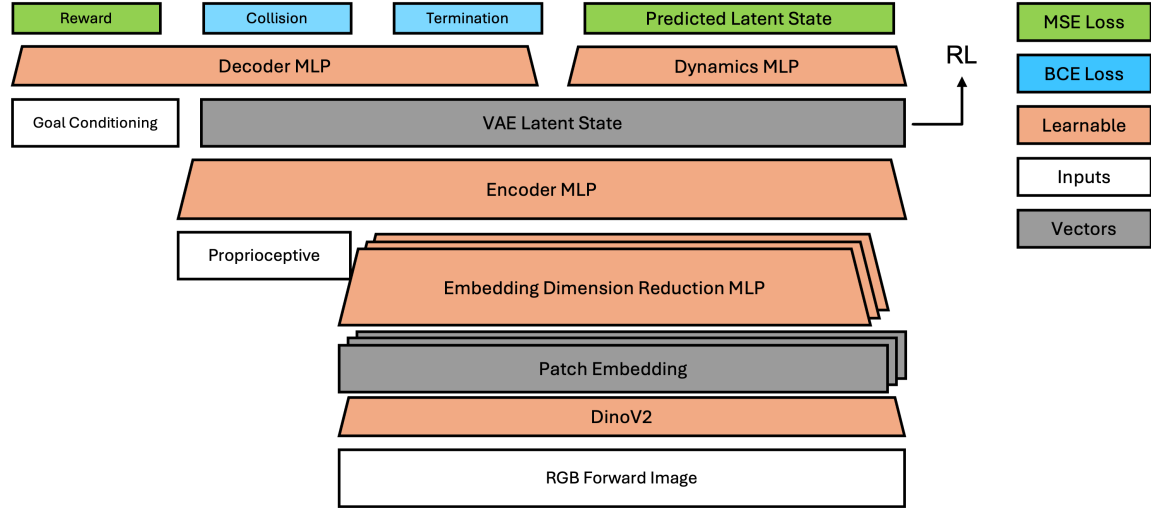 Reward
Collision
Termination
Predicted Latent State
MSE Loss
Decoder MLP
Dynamics MLP
RL
BCE Loss
Goal Conditioning
VAE Latent State
Learnable
Encoder MLP
Inputs
Proprioceptive
Vectors
Embedding Dimension Reduction MLP
Patch Embedding
DinoV2
RGB Forward Image